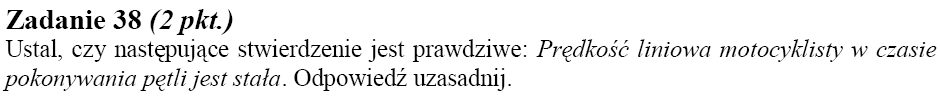 Zadanie 38 (2 pkt.)
Ustal, czy następujące stwierdzenie jest prawdziwe: Prędkość liniowa motocyklisty w czasie
pokonywania pętli jest stała. Odpowiedź uzasadnij.